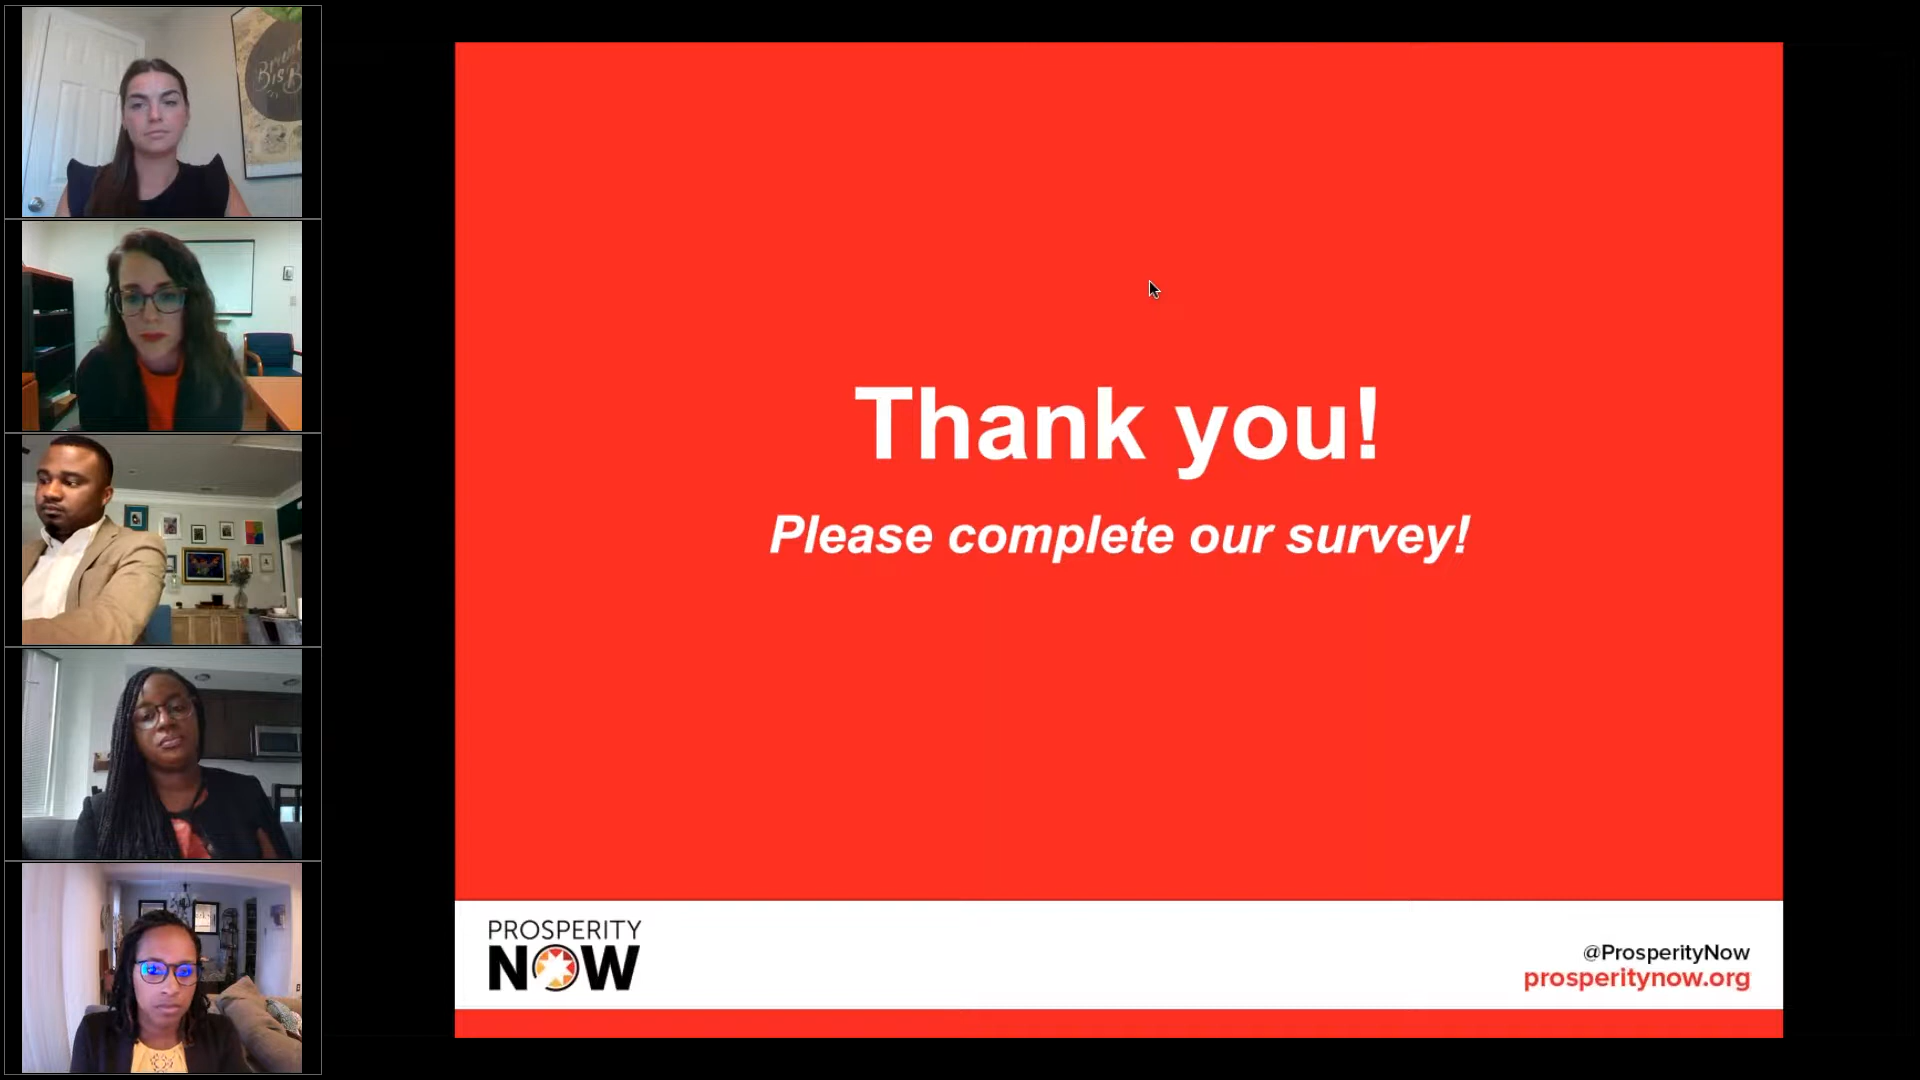 Thank you!
Please complete our survey!
PROSPERITY
NOW
@ProsperityNow
prosperitynow.org